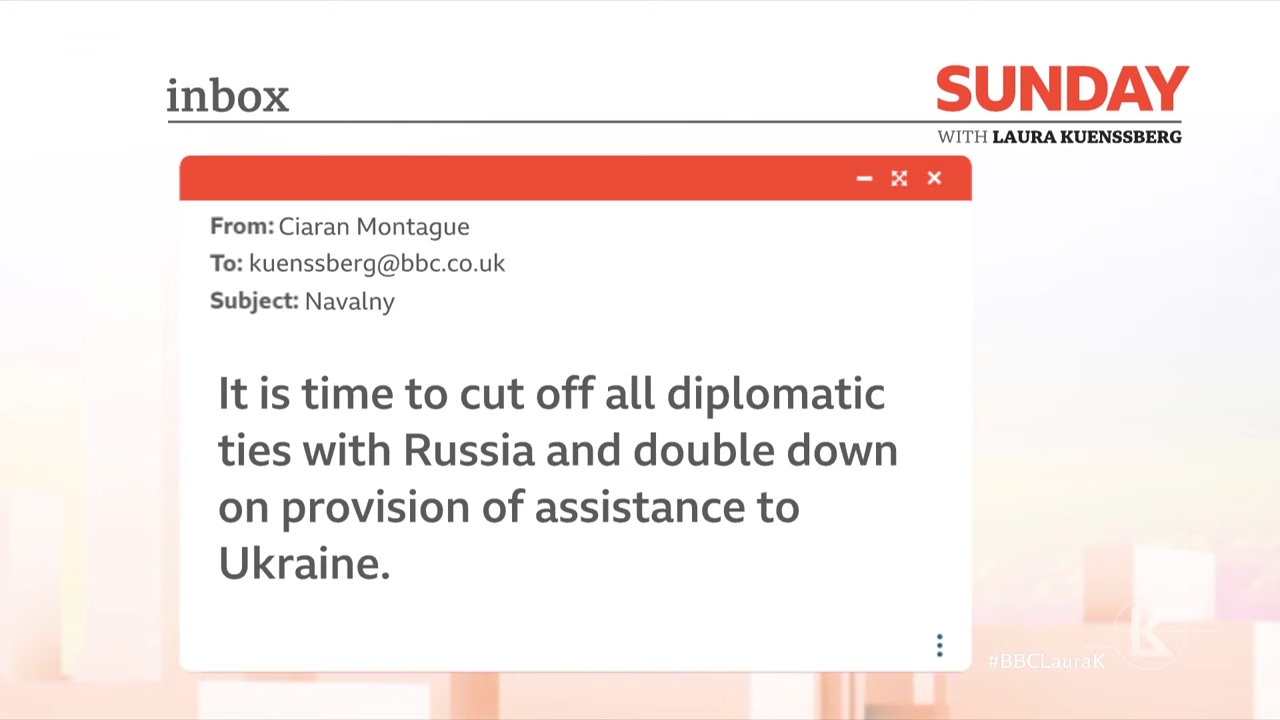 inbox
SUNDAY
WITH LAURA KUENSSBERG
From: Ciaran Montague
To: kuenssberg@bbc.co.uk
Subject: Navalny
It is time to cut off all diplomatic
ties with Russia and double down
on provision of assistance to
Ukraine.
#BBCLauraK
K